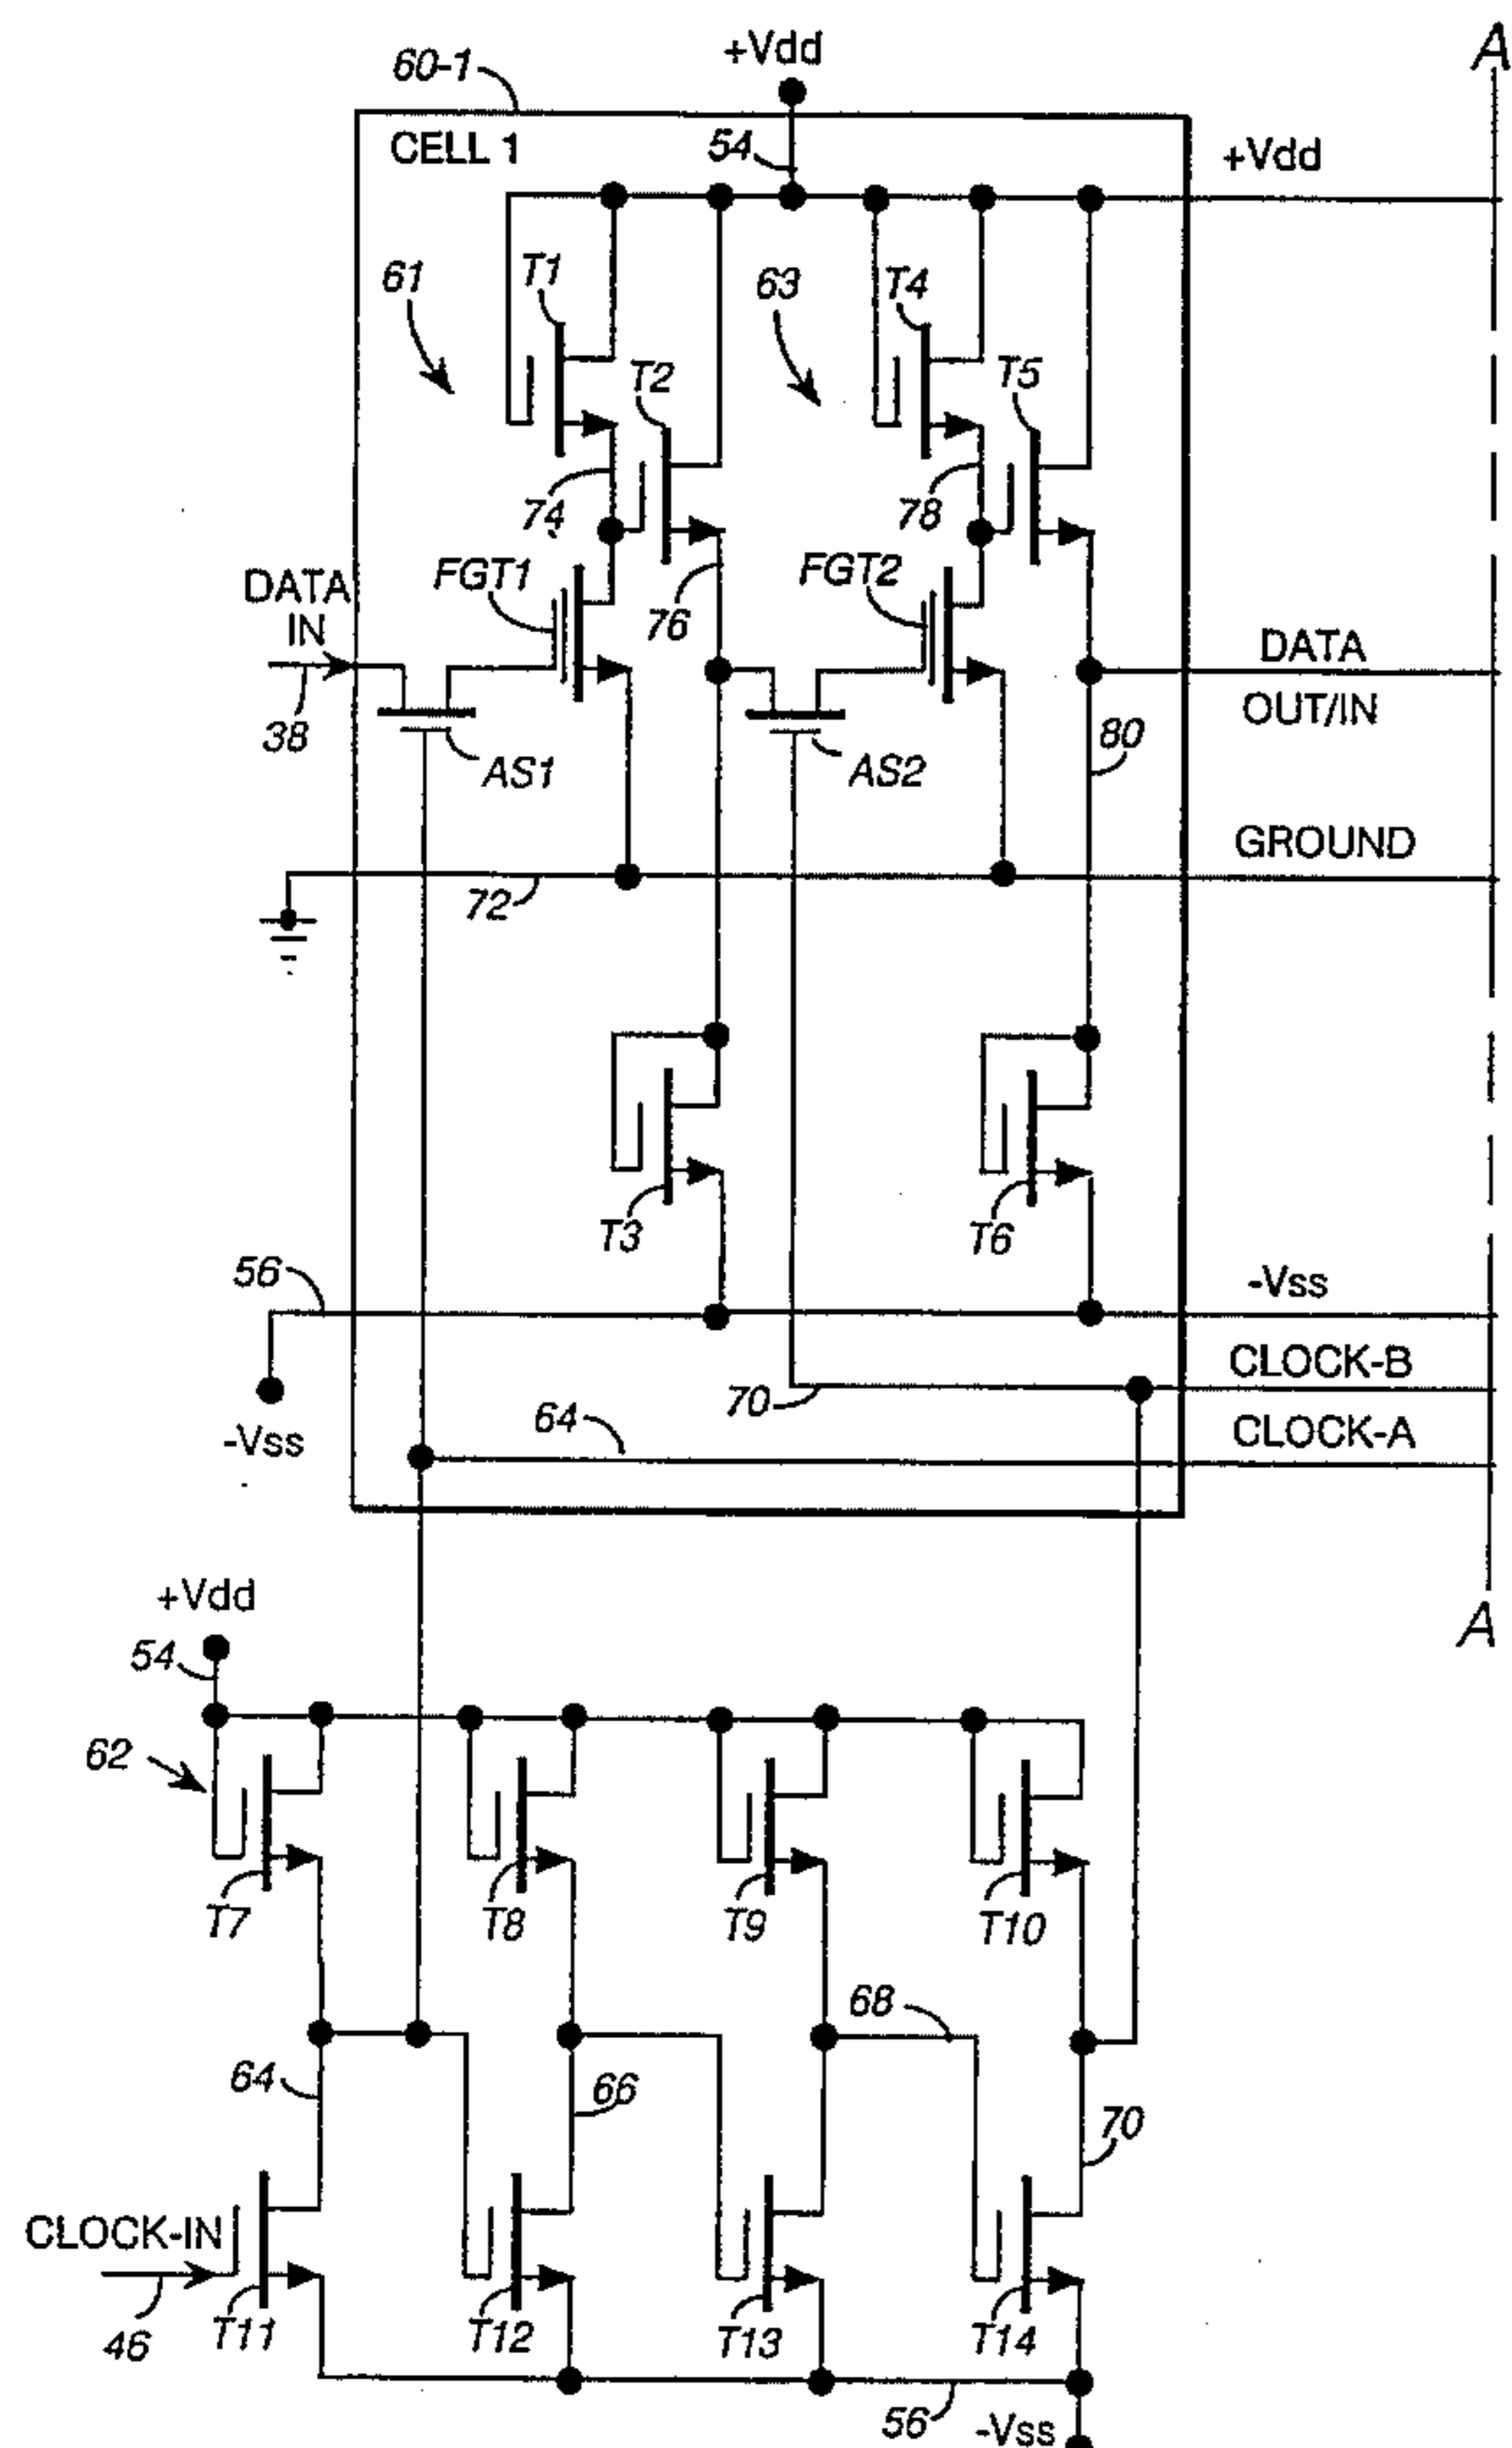 +Vdd
A
60-1
CELL 1
54
+Vdd
61
T1
63
T4
T2
T5
74
78
FGT1
FGT2
DATA
IN
76
DATA
OUT/IN
38
AS1
AS2
80
GROUND
72
T3
T6
56
-Vss
CLOCK-B
70
64
CLOCK-A
-Vss
+Vdd
A
54
62
T7
T8
T9
T10
68
64
66
70
CLOCK-IN
46
T11
T12
T13
T14
56
-Vss